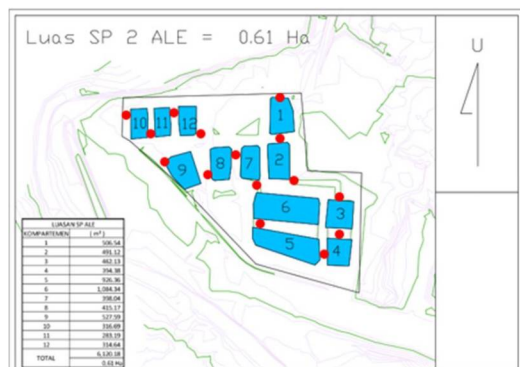 Luas SP 2 ALE = 0.61 Ha
U
1
10 11 12
2
8 7
9
6
3
5
4
LUASAN SP ALE
KOMPARTEMEN ( m² )
1 506.54
2 491.12
3 462.13
4 394.38
5 926.36
6 1,084.34
7 398.04
8 415.17
9 527.59
10 316.69
11 283.19
12 314.64
TOTAL 6,120.18
0.61 Ha